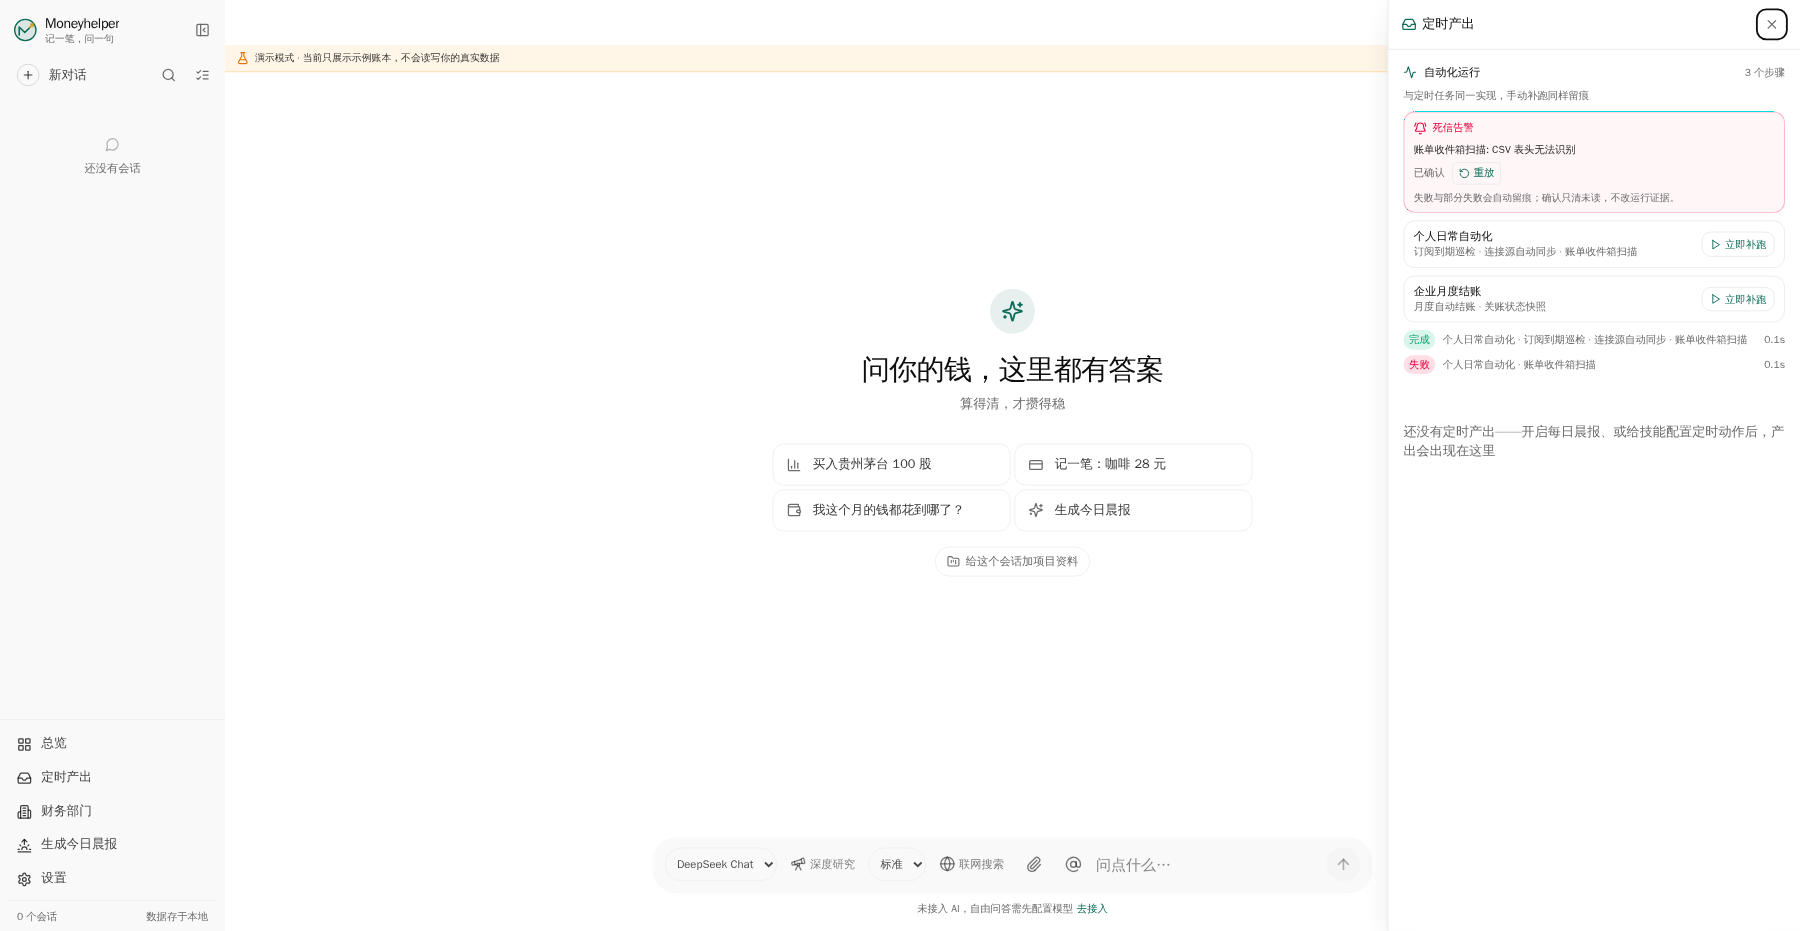 Moneyhelper
记一笔，问一句
新对话
还没有会话
总览
定时产出
财务部门
生成今日晨报
设置
0 个会话
数据存于本地
演示模式 · 当前只展示示例账本，不会读写你的真实数据
问你的钱，这里都有答案
算得清，才攒得稳
买入贵州茅台 100 股
记一笔：咖啡 28 元
我这个月的钱都花到哪了？
生成今日晨报
给这个会话加项目资料
DeepSeek Chat
深度研究
标准
联网搜索
问点什么…
未接入 AI，自由问答需先配置模型 去接入
定时产出
自动化运行
3 个步骤
与定时任务同一实现，手动补跑同样留痕
死信告警
账单收件箱扫描: CSV 表头无法识别
已确认
重放
失败与部分失败会自动留痕；确认只清未读，不改运行证据。
个人日常自动化
订阅到期巡检 · 连接源自动同步 · 账单收件箱扫描
立即补跑
企业月度结账
月度自动结账 · 关账状态快照
立即补跑
完成 个人日常自动化 · 订阅到期巡检 · 连接源自动同步 · 账单收件箱扫描 0.1s
失败 个人日常自动化 · 账单收件箱扫描 0.1s
还没有定时产出——开启每日晨报、或给技能配置定时动作后，产
出会出现在这里